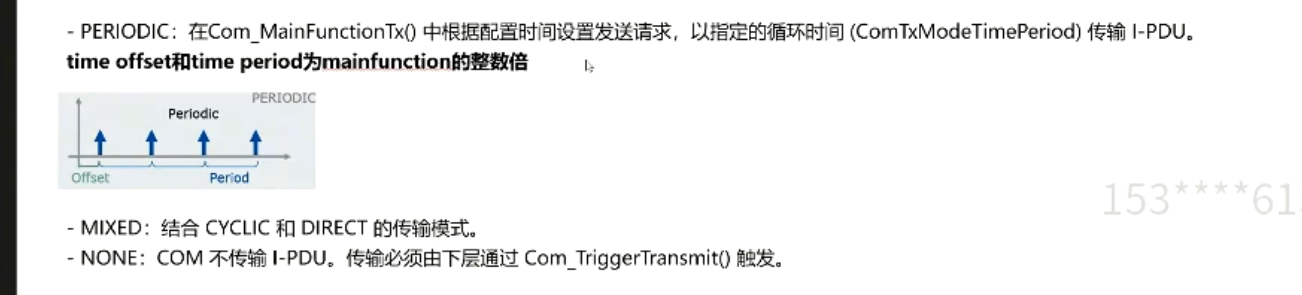 - PERIODIC：在Com_MainFunctionTx() 中根据配置时间设置发送请求，以指定的循环时间 (ComTxModeTimePeriod) 传输 I-PDU。
time offset和time period为mainfunction的整数倍
PERIODIC
Periodic
Offset
Period
153****61
- MIXED：结合 CYCLIC 和 DIRECT 的传输模式。
- NONE：COM 不传输 I-PDU。传输必须由下层通过 Com_TriggerTransmit() 触发。